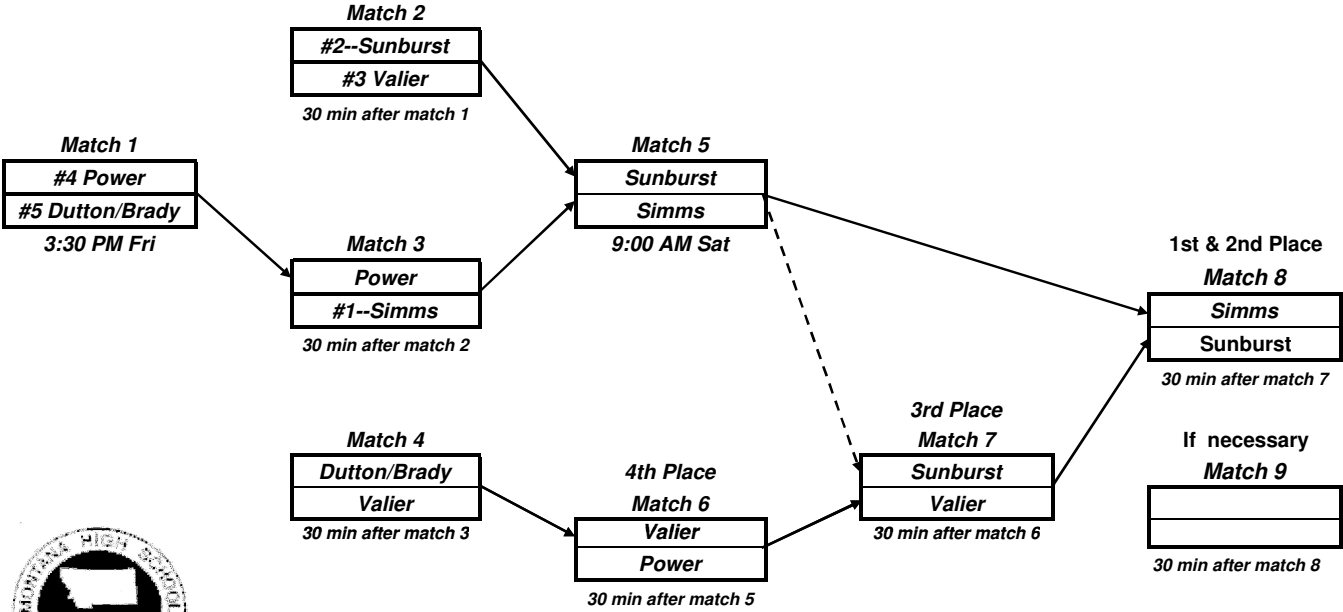 Match 2
#2--Sunburst
#3 Valier
30 min after match 1
Match 1
#4 Power
#5 Dutton/Brady
3:30 PM Fri
Match 5
Sunburst
Simms
9:00 AM Sat
Match 3
Power
#1--Simms
30 min after match 2
1st & 2nd Place
Match 8
Simms
Sunburst
30 min after match 7
Match 4
Dutton/Brady
Valier
30 min after match 3
4th Place
Match 6
Valier
Power
30 min after match 5
3rd Place
Match 7
Sunburst
Valier
30 min after match 6
If necessary
Match 9
30 min after match 8
MONTANA HIGH SCHOOL